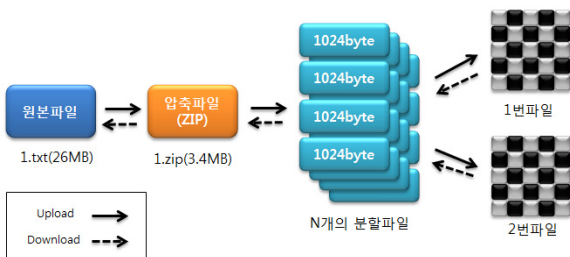 원본파일
1.txt(26MB)
압축파일
(ZIP)
1.zip(3.4MB)
1024byte
1024byte
1024byte
1024byte
N개의 분할파일
1번파일
2번파일
Upload
Download